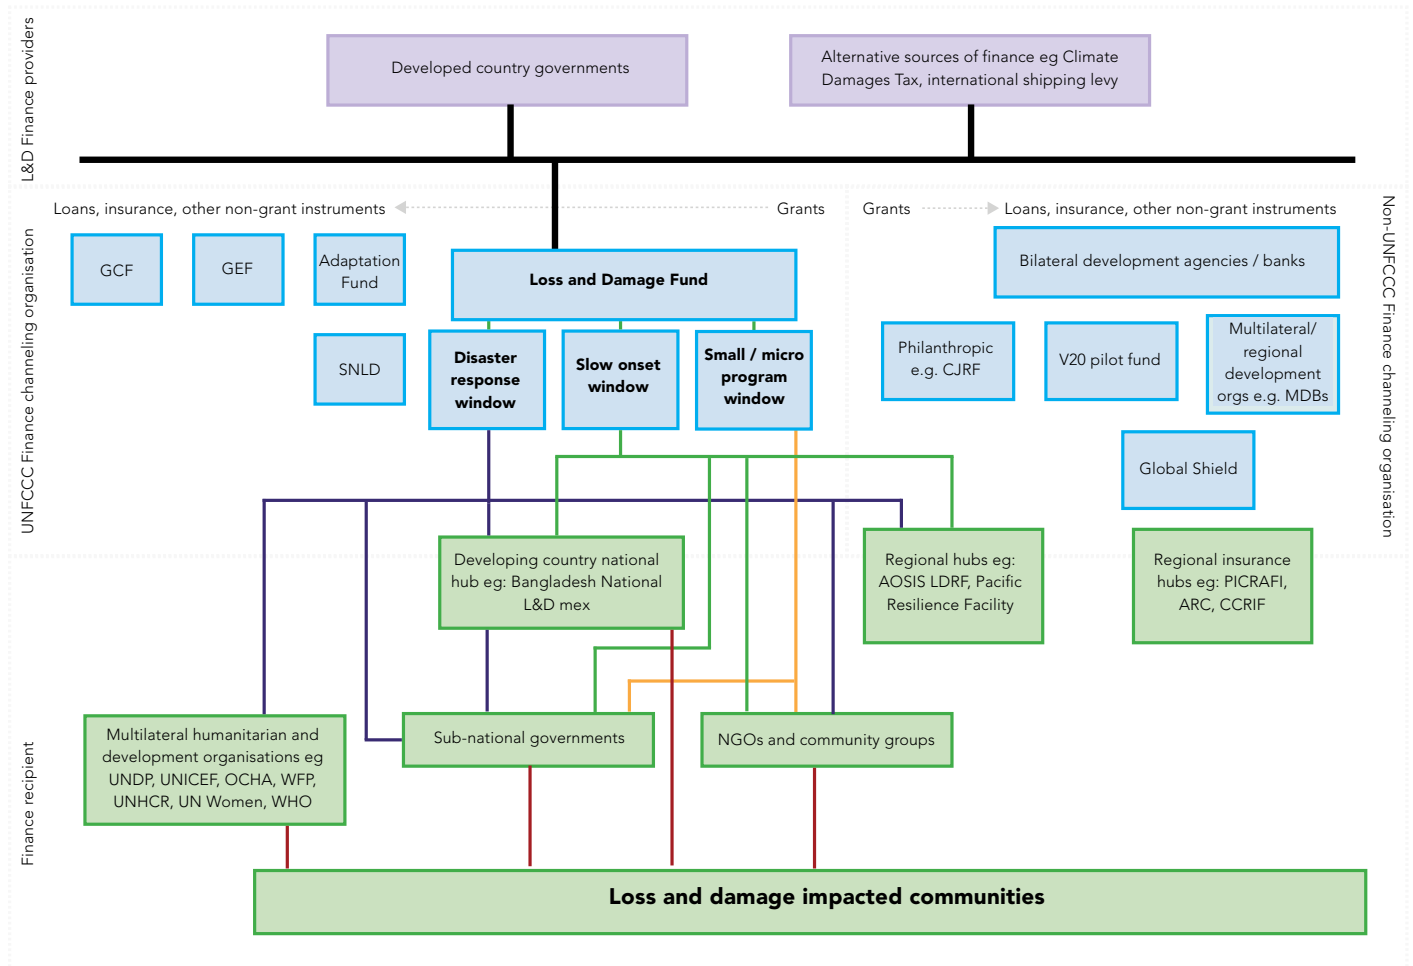 L&D Finance providers
Developed country governments
Alternative sources of finance eg Climate
Damages Tax, international shipping levy
UNFCCC Finance channeling organisation
Loans, insurance, other non-grant instruments
Grants
Grants
Loans, insurance, other non-grant instruments
Non-UNFCCC Finance channeling organisation
GCF
GEF
Adaptation
Fund
SNLD
Loss and Damage Fund
Disaster
response
window
Slow onset
window
Small / micro
program
window
Bilateral development agencies / banks
Philanthropic
e.g. CJRF
V20 pilot fund
Multilateral/
regional
development
orgs e.g. MDBs
Global Shield
Developing country national
hub eg: Bangladesh National
L&D mex
Regional hubs eg:
AOSIS LDRF, Pacific
Resilience Facility
Regional insurance
hubs eg: PICRAFI,
ARC, CCRIF
Finance recipient
Multilateral humanitarian and
development organisations eg
UNDP, UNICEF, OCHA, WFP,
UNHCR, UN Women, WHO
Sub-national governments
NGOs and community groups
Loss and damage impacted communities